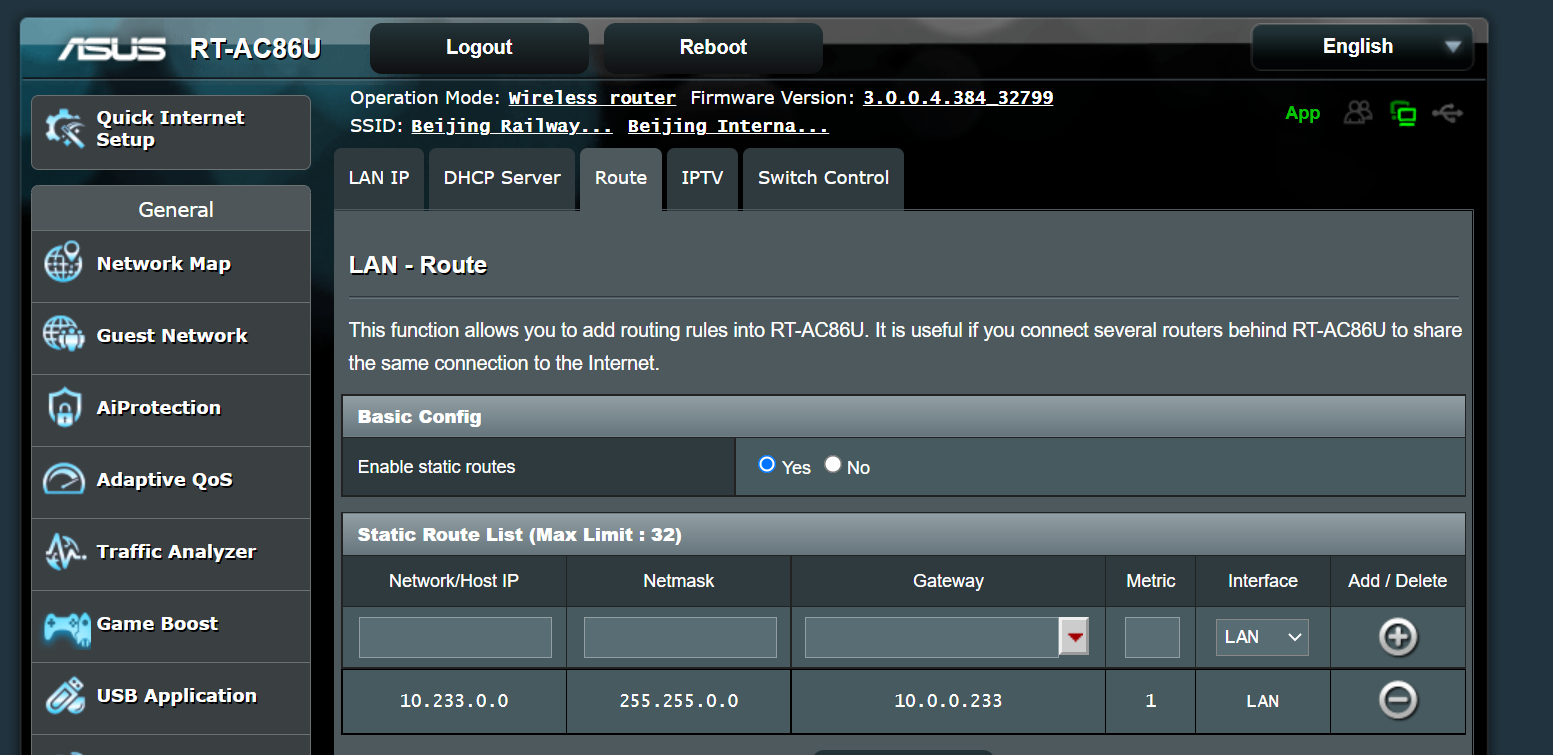 ASUS RT-AC86U Logout Reboot English
Operation Mode: Wireless router Firmware Version: 3.0.0.4.384_32799
SSID: Beijing Railway... Beijing Interna...
App
Quick Internet
Setup
General
Network Map
Guest Network
AiProtection
Adaptive QoS
Traffic Analyzer
Game Boost
USB Application
LAN IP DHCP Server Route IPTV Switch Control
LAN - Route
This function allows you to add routing rules into RT-AC86U. It is useful if you connect several routers behind RT-AC86U to share
the same connection to the Internet.
Basic Config
Enable static routes Yes No
Static Route List (Max Limit : 32)
Network/Host IP Netmask Gateway Metric Interface Add / Delete
LAN
10.233.0.0 255.255.0.0 10.0.0.233 1 LAN